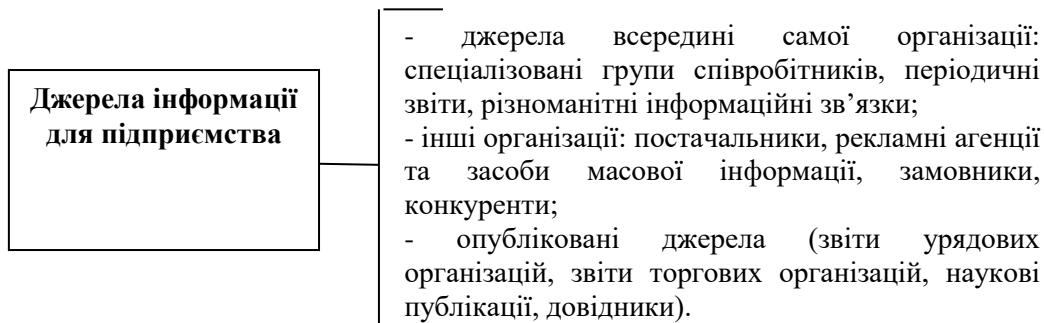 Джерела інформації
для підприємства
- джерела всередині самої організації:
спеціалізовані групи співробітників, періодичні
звіти, різноманітні інформаційні зв’язки;
- інші організації: постачальники, рекламні агенції
та засоби масової інформації, замовники,
конкуренти;
- опубліковані джерела (звіти урядових
організацій, звіти торгових організацій, наукові
публікації, довідники).